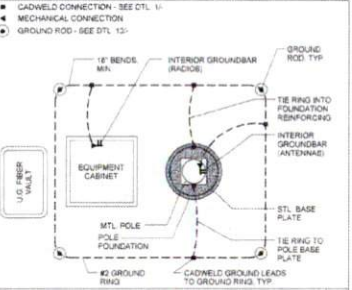 CADWELD CONNECTION - SEE DTL 1/-
MECHANICAL CONNECTION
GROUND ROD - SEE DTL
18" BENDS,
MIN.
INTERIOR GROUNDBAR
(RADIOS)
GROUND
ROD, TYP
TIE RING INTO
FOUNDATION
REINFORCING
INTERIOR
GROUNDBAR
(ANTENNAS)
U.G. FIBER
VAULT
EQUIPMENT
CABINET
MTL. POLE
POLE
FOUNDATION
STL. BASE
PLATE
TIE RING TO
POLE BASE
PLATE
#2 GROUND
RING
CADWELD GROUND LEADS
TO GROUND RING, TYP.